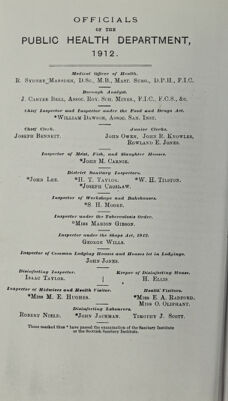 OFFICIALS
OF THE
PUBLIC HEALTH DEPARTMENT,
1912.
Medical Officer of Health.
R. SYDNEY MARSDEN, D.SC., M.B., MAST. SURG., D.P.H., F.I.C.
Borough Analyst.
J. CARTER BELL, ASSOC. ROY. SCH. MINES., F.I.C., F.C.S., &c.
Chief Inspector and Inspector under the Food and Drugs Act.
*WILLIAM DAWSON, ASSOC. SAN. INST.
Chief Clerk. Junior Clerks.
JOSEPH BENNETT. JOHN OWEN, JOHN R. KNOWLES,
ROWLAND E. JONES.
Inspector of Meat, Fish, and Slaughter Houses.
*JOHN M. CARNIE.
District Sanitary Inspectors.
*JOHN LEE. *H. T. TAYLOR. *W. H. TILSTON.
*JOSEPH CROSLAW.
Inspector of Workshops and Bakehouses.
*S. H. MOORE.
Inspector under the Tuberculosis Order.
*MISS MARION GIBSON.
Inspector under the Shops Act, 1912.
GEORGE WILLS.
Inspector of Common Lodging Houses and Houses let in Lodgings.
JOHN JONES.
Disinfecting Inspector. Keeper of Disinfecting House.
ISAAC TAYLOR. H. ELLIS.
Inspector of Midwives and Health Visitor. Health Visitors.
*MISS M. E. HUGHES. *MISS E. A. RADFORD.
MISS O. OLIPHANT.
Disinfecting Labourers.
ROBERT NIELD. *JOHN JACKMAN. TIMOTHY J. SCOTT.
Those marked thus * have passed the examination of the Sanitary Institute
or the Scottish Sanitary Institute.